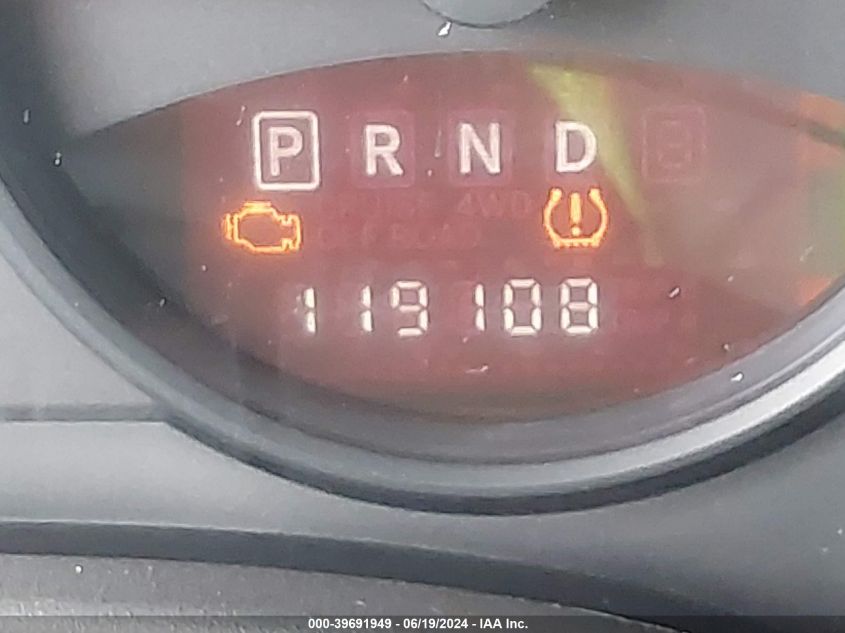 P R N D
4WD
119108
000-39691949 - 06/19/2024 - IAA Inc.